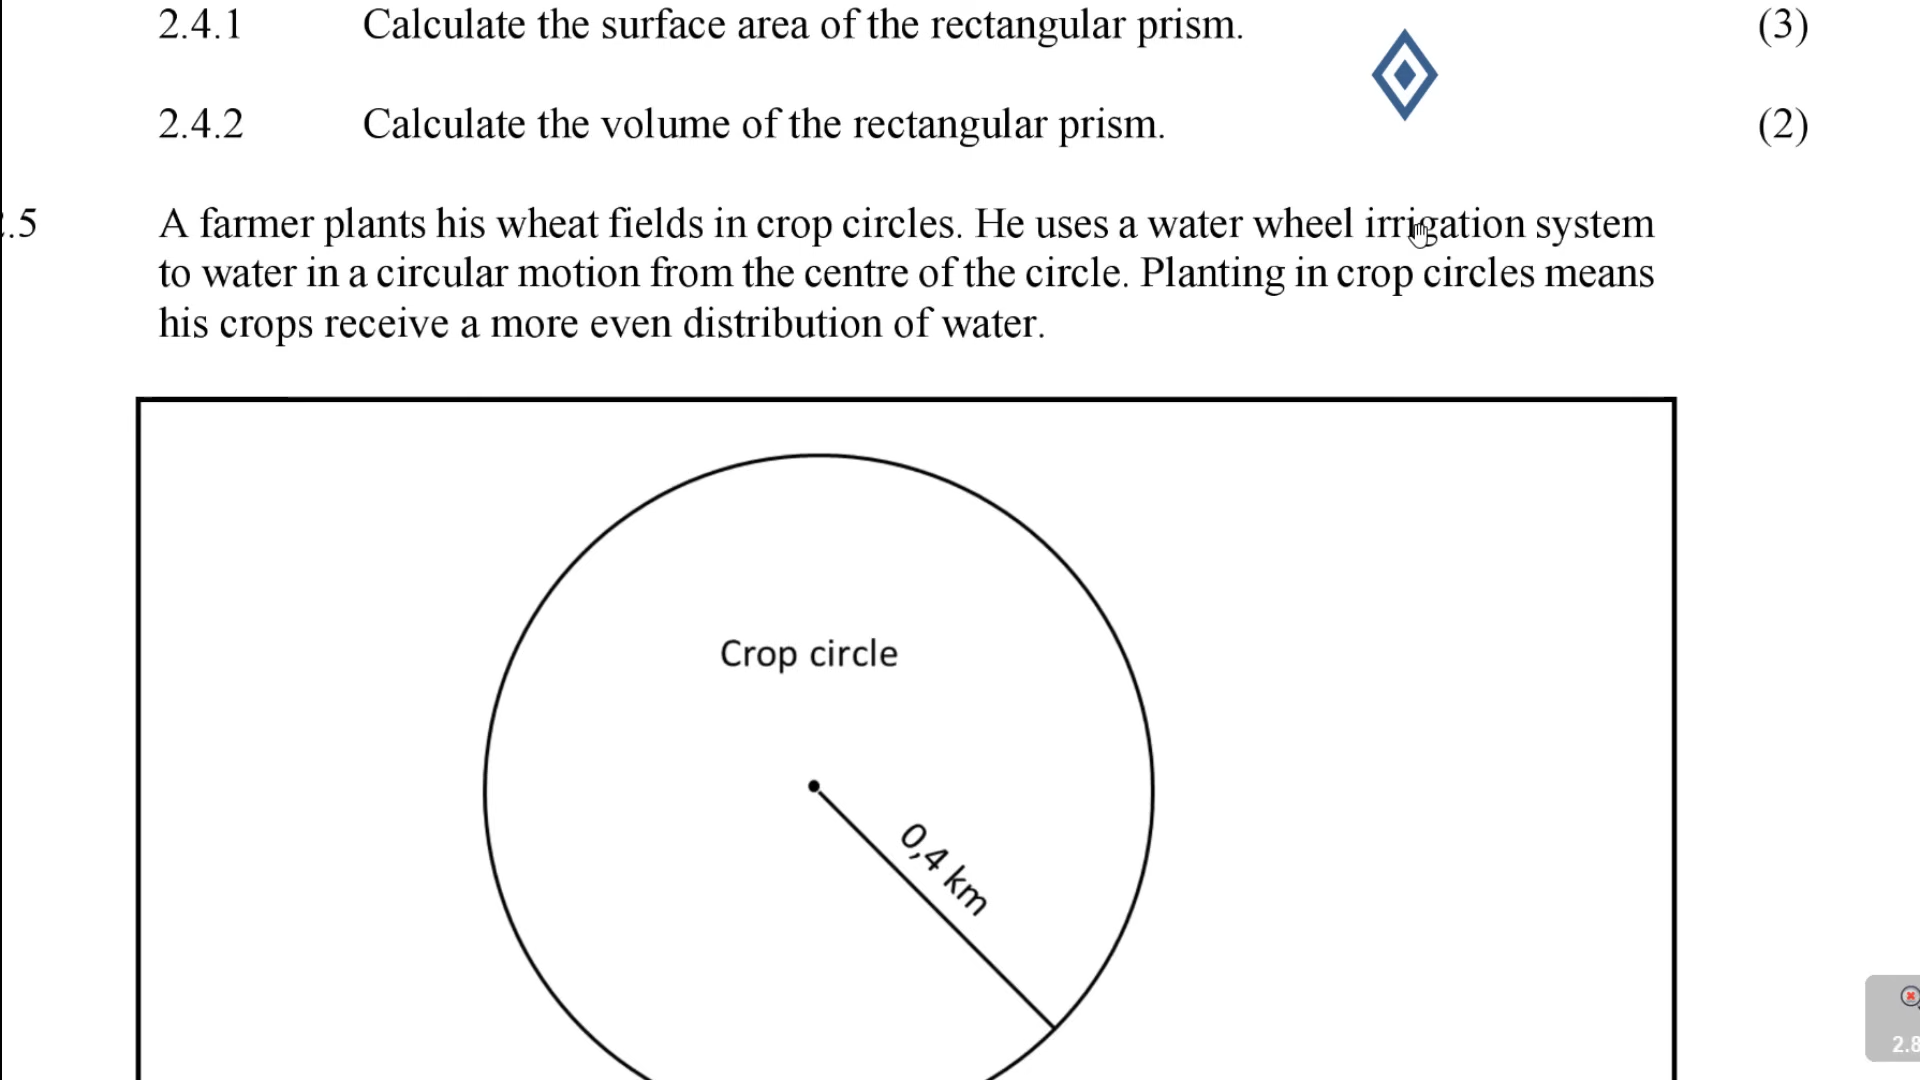 2.4.1 Calculate the surface area of the rectangular prism. (3)
2.4.2 Calculate the volume of the rectangular prism. (2)
.5 A farmer plants his wheat fields in crop circles. He uses a water wheel irrigation system
to water in a circular motion from the centre of the circle. Planting in crop circles means
his crops receive a more even distribution of water.
Crop circle
0,4 km
2.8